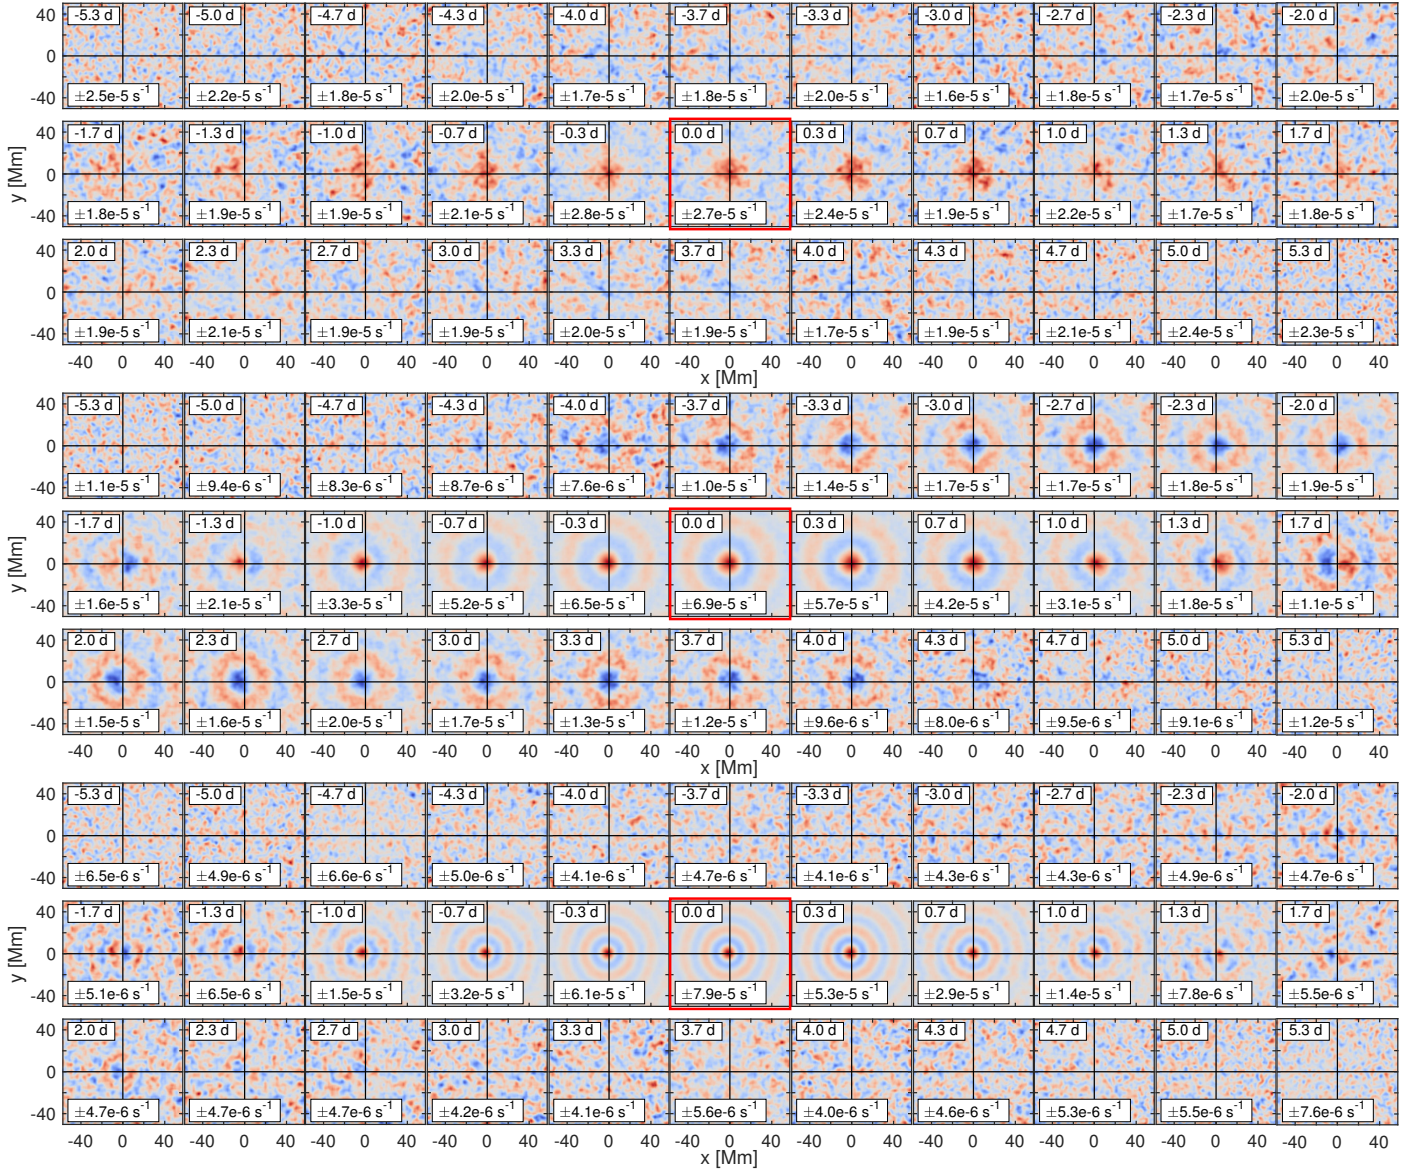 -5.3 d -5.0 d -4.7 d -4.3 d -4.0 d -3.7 d -3.3 d -3.0 d -2.7 d -2.3 d -2.0 d
40
0
-40
±2.5e-5 s⁻¹ ±2.2e-5 s⁻¹ ±1.8e-5 s⁻¹ ±2.0e-5 s⁻¹ ±1.7e-5 s⁻¹ ±1.8e-5 s⁻¹ ±2.0e-5 s⁻¹ ±1.6e-5 s⁻¹ ±1.8e-5 s⁻¹ ±1.7e-5 s⁻¹ ±2.0e-5 s⁻¹
-1.7 d -1.3 d -1.0 d -0.7 d -0.3 d 0.0 d 0.3 d 0.7 d 1.0 d 1.3 d 1.7 d
40
y [Mm]
0
-40
±1.8e-5 s⁻¹ ±1.9e-5 s⁻¹ ±1.9e-5 s⁻¹ ±2.1e-5 s⁻¹ ±2.8e-5 s⁻¹ ±2.7e-5 s⁻¹ ±2.4e-5 s⁻¹ ±1.9e-5 s⁻¹ ±2.2e-5 s⁻¹ ±1.7e-5 s⁻¹ ±1.8e-5 s⁻¹
2.0 d 2.3 d 2.7 d 3.0 d 3.3 d 3.7 d 4.0 d 4.3 d 4.7 d 5.0 d 5.3 d
40
0
-40
±1.9e-5 s⁻¹ ±2.1e-5 s⁻¹ ±1.9e-5 s⁻¹ ±1.9e-5 s⁻¹ ±2.0e-5 s⁻¹ ±1.9e-5 s⁻¹ ±1.7e-5 s⁻¹ ±1.9e-5 s⁻¹ ±2.1e-5 s⁻¹ ±2.4e-5 s⁻¹ ±2.3e-5 s⁻¹
-40 0 40 -40 0 40 -40 0 40 -40 0 40 -40 0 40 -40 0 40
x [Mm]
-5.3 d -5.0 d -4.7 d -4.3 d -4.0 d -3.7 d -3.3 d -3.0 d -2.7 d -2.3 d -2.0 d
40
0
-40
±1.1e-5 s⁻¹ ±9.4e-6 s⁻¹ ±8.3e-6 s⁻¹ ±8.7e-6 s⁻¹ ±7.6e-6 s⁻¹ ±1.0e-5 s⁻¹ ±1.4e-5 s⁻¹ ±1.7e-5 s⁻¹ ±1.7e-5 s⁻¹ ±1.8e-5 s⁻¹ ±1.9e-5 s⁻¹
-1.7 d -1.3 d -1.0 d -0.7 d -0.3 d 0.0 d 0.3 d 0.7 d 1.0 d 1.3 d 1.7 d
40
y [Mm]
0
-40
±1.6e-5 s⁻¹ ±2.1e-5 s⁻¹ ±3.3e-5 s⁻¹ ±5.2e-5 s⁻¹ ±6.5e-5 s⁻¹ ±6.9e-5 s⁻¹ ±5.7e-5 s⁻¹ ±4.2e-5 s⁻¹ ±3.1e-5 s⁻¹ ±1.8e-5 s⁻¹ ±1.1e-5 s⁻¹
2.0 d 2.3 d 2.7 d 3.0 d 3.3 d 3.7 d 4.0 d 4.3 d 4.7 d 5.0 d 5.3 d
40
0
-40
±1.5e-5 s⁻¹ ±1.6e-5 s⁻¹ ±2.0e-5 s⁻¹ ±1.7e-5 s⁻¹ ±1.3e-5 s⁻¹ ±1.2e-5 s⁻¹ ±9.6e-6 s⁻¹ ±8.0e-6 s⁻¹ ±9.5e-6 s⁻¹ ±9.1e-6 s⁻¹ ±1.2e-5 s⁻¹
-40 0 40 -40 0 40 -40 0 40 -40 0 40 -40 0 40 -40 0 40
x [Mm]
-5.3 d -5.0 d -4.7 d -4.3 d -4.0 d -3.7 d -3.3 d -3.0 d -2.7 d -2.3 d -2.0 d
40
0
-40
±6.5e-6 s⁻¹ ±4.9e-6 s⁻¹ ±6.6e-6 s⁻¹ ±5.0e-6 s⁻¹ ±4.1e-6 s⁻¹ ±4.7e-6 s⁻¹ ±4.1e-6 s⁻¹ ±4.3e-6 s⁻¹ ±4.3e-6 s⁻¹ ±4.9e-6 s⁻¹ ±4.7e-6 s⁻¹
-1.7 d -1.3 d -1.0 d -0.7 d -0.3 d 0.0 d 0.3 d 0.7 d 1.0 d 1.3 d 1.7 d
40
y [Mm]
0
-40
±5.1e-6 s⁻¹ ±6.5e-6 s⁻¹ ±1.5e-5 s⁻¹ ±3.2e-5 s⁻¹ ±6.1e-5 s⁻¹ ±7.9e-5 s⁻¹ ±5.3e-5 s⁻¹ ±2.9e-5 s⁻¹ ±1.4e-5 s⁻¹ ±7.8e-6 s⁻¹ ±5.5e-6 s⁻¹
2.0 d 2.3 d 2.7 d 3.0 d 3.3 d 3.7 d 4.0 d 4.3 d 4.7 d 5.0 d 5.3 d
40
0
-40
±4.7e-6 s⁻¹ ±4.7e-6 s⁻¹ ±4.7e-6 s⁻¹ ±4.2e-6 s⁻¹ ±4.1e-6 s⁻¹ ±5.6e-6 s⁻¹ ±4.0e-6 s⁻¹ ±4.6e-6 s⁻¹ ±5.3e-6 s⁻¹ ±5.5e-6 s⁻¹ ±7.6e-6 s⁻¹
-40 0 40 -40 0 40 -40 0 40 -40 0 40 -40 0 40 -40 0 40
x [Mm]